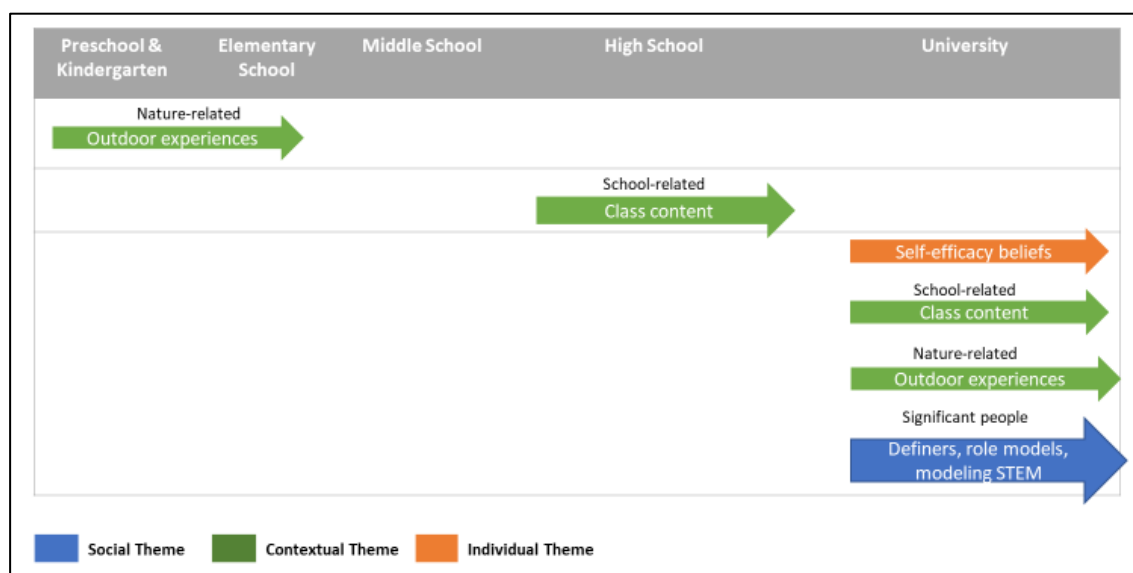 Preschool &
Kindergarten
Elementary
School
Middle School
High School
University
Nature-related
Outdoor experiences
School-related
Class content
Self-efficacy beliefs
School-related
Class content
Nature-related
Outdoor experiences
Significant people
Definers, role models,
modeling STEM
Social Theme
Contextual Theme
Individual Theme